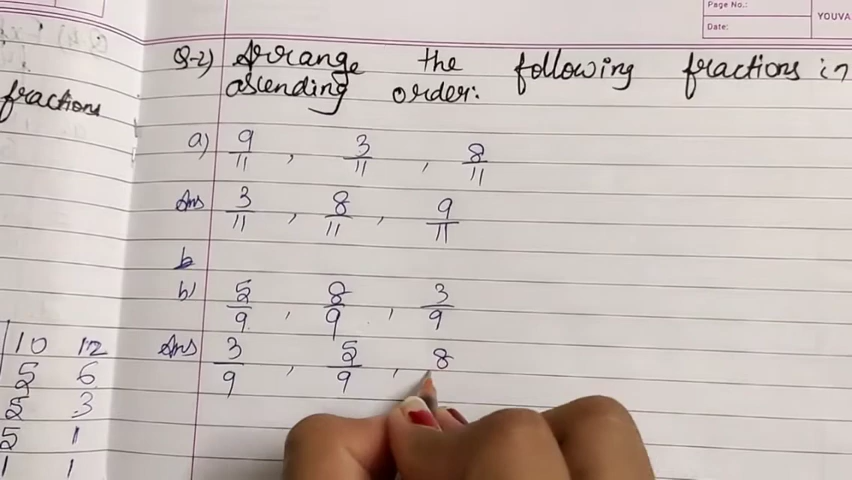 Page No.:
Date:
YOUVA
Q-2) Arrange the following fractions in
ascending order:
fractions
a) 9/11 , 3/11 , 8/11
Ans 3/11 , 8/11 , 9/11
b
b) 5/9 , 8/9 , 3/9
Ans 3/9 , 5/9 , 8
10 12
5 6
5 3
5 1
1 1